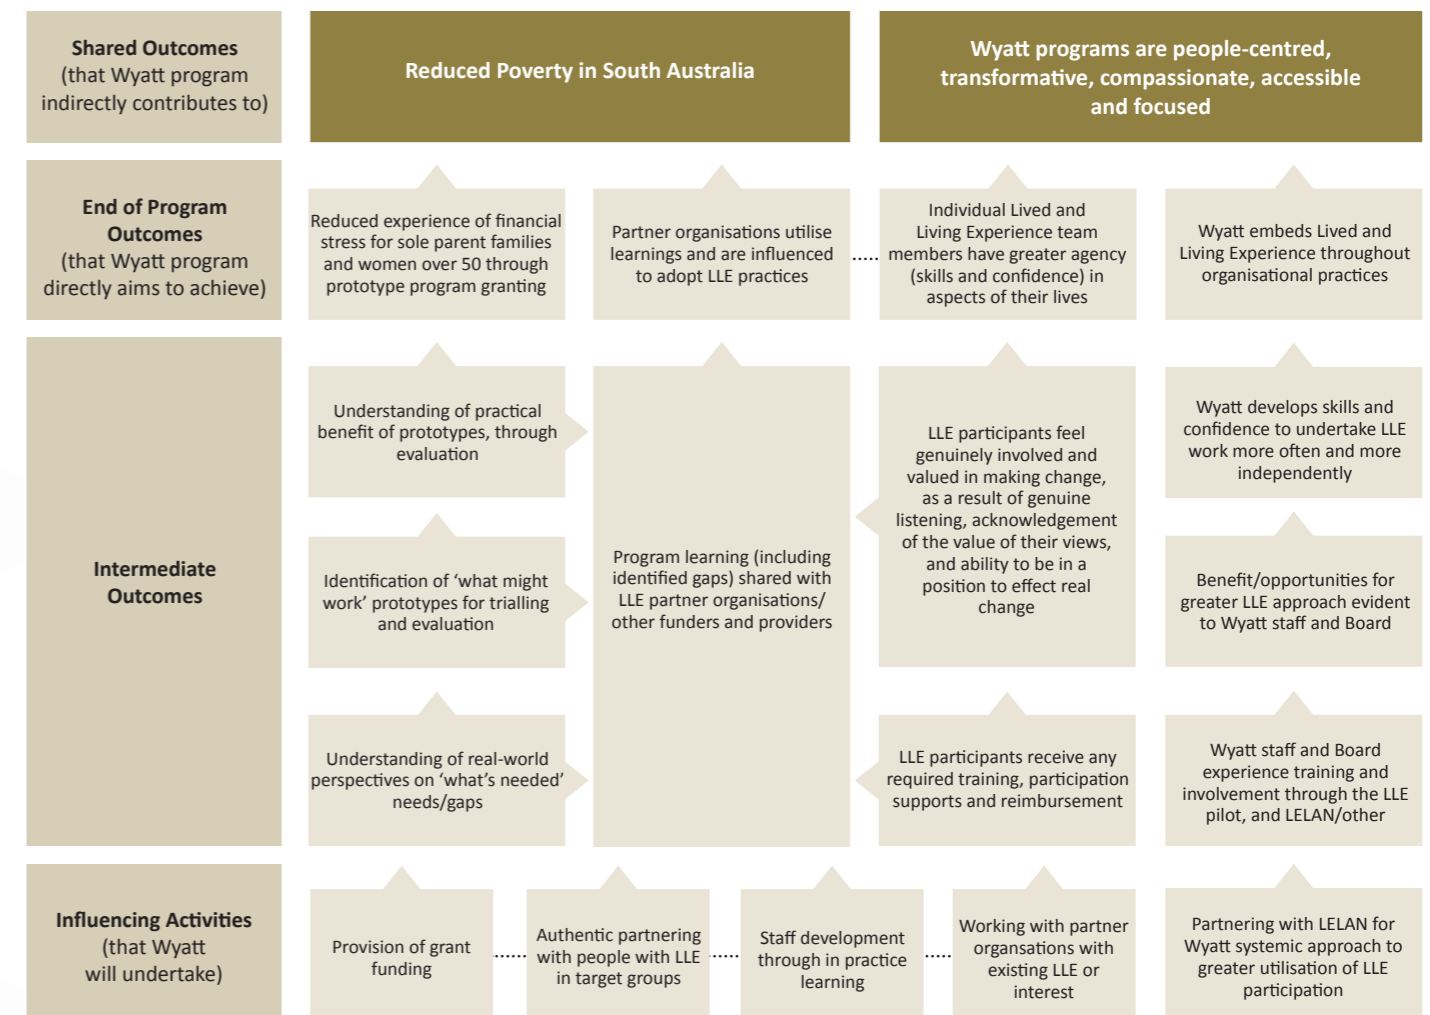 Shared Outcomes
(that Wyatt program
indirectly contributes to)
Reduced Poverty in South Australia
Wyatt programs are people-centred,
transformative, compassionate, accessible
and focused
End of Program
Outcomes
(that Wyatt program
directly aims to achieve)
Reduced experience of financial
stress for sole parent families
and women over 50 through
prototype program granting
Partner organisations utilise
learnings and are influenced
to adopt LLE practices
Individual Lived and
Living Experience team
members have greater agency
(skills and confidence) in
aspects of their lives
Wyatt embeds Lived and
Living Experience throughout
organisational practices
Intermediate
Outcomes
Understanding of practical
benefit of prototypes, through
evaluation
Identification of ‘what might
work’ prototypes for trialling
and evaluation
Understanding of real-world
perspectives on ‘what’s needed’
needs/gaps
Program learning (including
identified gaps) shared with
LLE partner organisations/
other funders and providers
LLE participants feel
genuinely involved and
valued in making change,
as a result of genuine
listening, acknowledgement
of the value of their views,
and ability to be in a
position to effect real
change
LLE participants receive any
required training, participation
supports and reimbursement
Wyatt develops skills and
confidence to undertake LLE
work more often and more
independently
Benefit/opportunities for
greater LLE approach evident
to Wyatt staff and Board
Wyatt staff and Board
experience training and
involvement through the LLE
pilot, and LELAN/other
Influencing Activities
(that Wyatt
will undertake)
Provision of grant
funding
Authentic partnering
with people with LLE
in target groups
Staff development
through in practice
learning
Working with partner
organsations with
existing LLE or
interest
Partnering with LELAN for
Wyatt systemic approach to
greater utilisation of LLE
participation